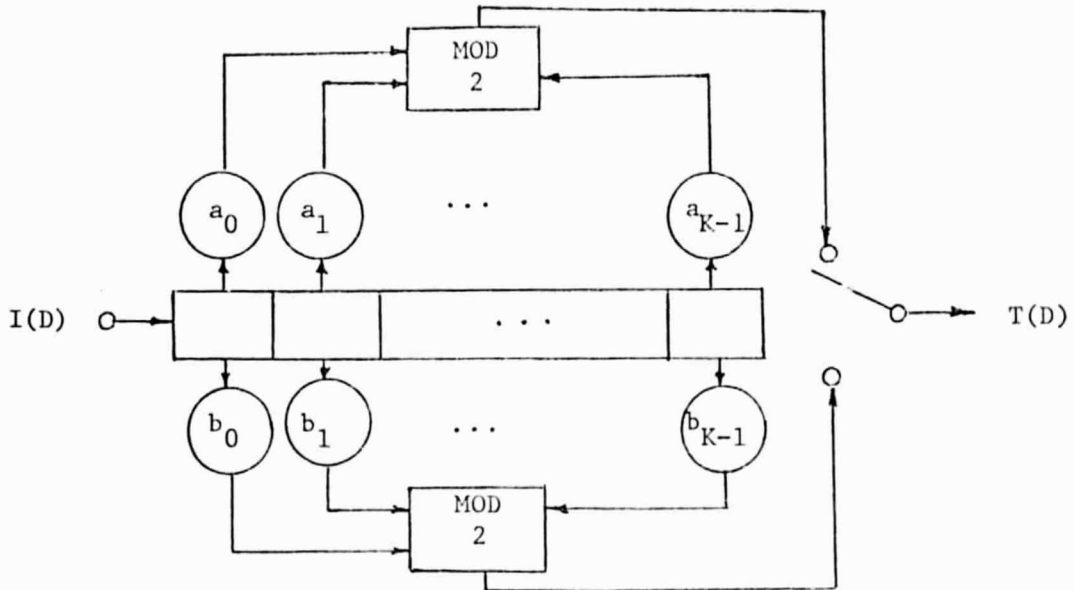 MOD
2
a0
a1
...
aK-1
I(D)
...
T(D)
b0
b1
...
bK-1
MOD
2